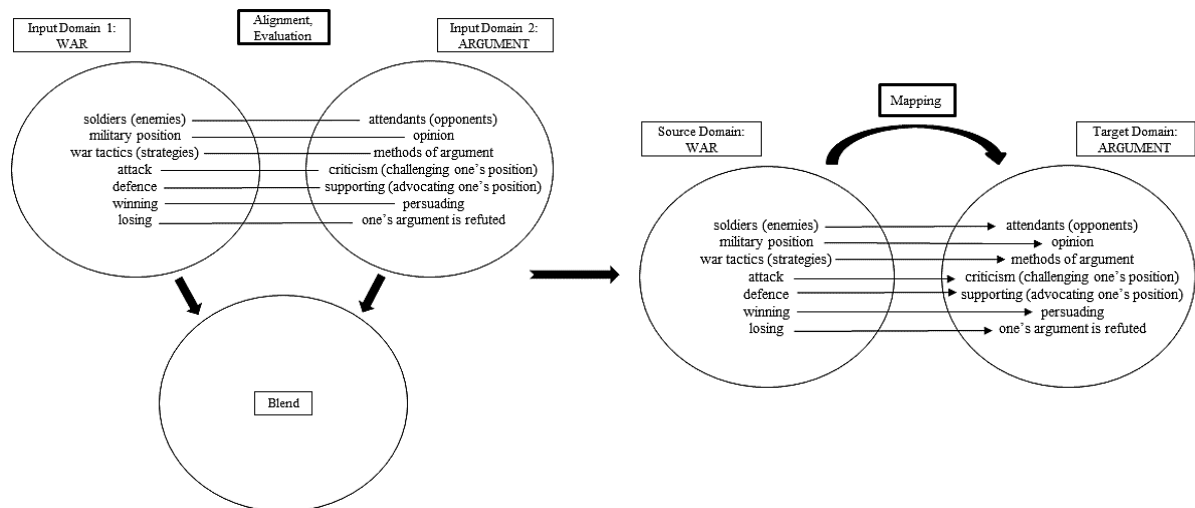 Input Domain 1:
WAR
Alignment,
Evaluation
Input Domain 2:
ARGUMENT
soldiers (enemies) attendants (opponents)
military position opinion
war tactics (strategies) methods of argument
attack criticism (challenging one's position)
defence supporting (advocating one's position)
winning persuading
losing one's argument is refuted
Blend
Mapping
Source Domain:
WAR
Target Domain:
ARGUMENT
soldiers (enemies) attendants (opponents)
military position opinion
war tactics (strategies) methods of argument
attack criticism (challenging one's position)
defence supporting (advocating one's position)
winning persuading
losing one's argument is refuted